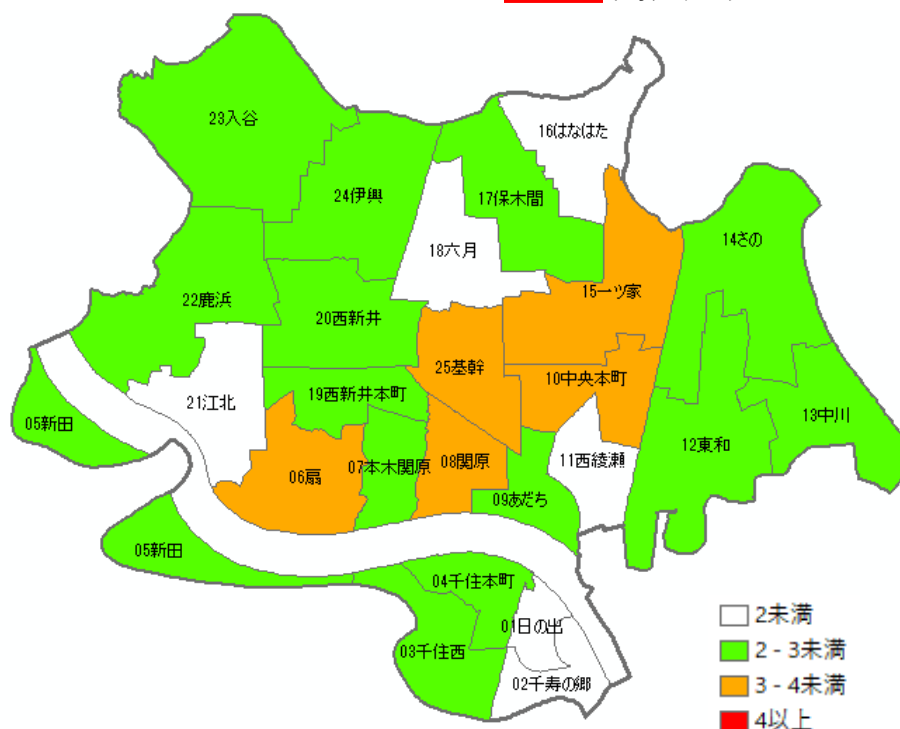 23入谷
16はなはた
24伊興
17保木間
14さの
18六月
15一ツ家
22鹿浜
20西新井
25基幹
10中央本町
19西新井本町
21江北
05新田
13中川
12東和
06扇
07本木関原
08関原
11西綾瀬
09あだち
05新田
04千住本町
01日の出
03千住西
02千寿の郷
2未満
2 - 3未満
3 - 4未満
4以上